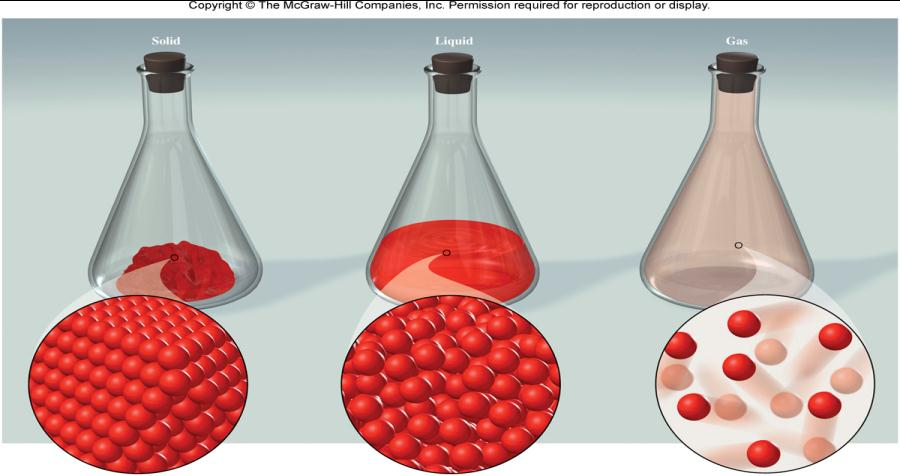 Copyright © The McGraw-Hill Companies, Inc. Permission required for reproduction or display.
Solid
Liquid
Gas